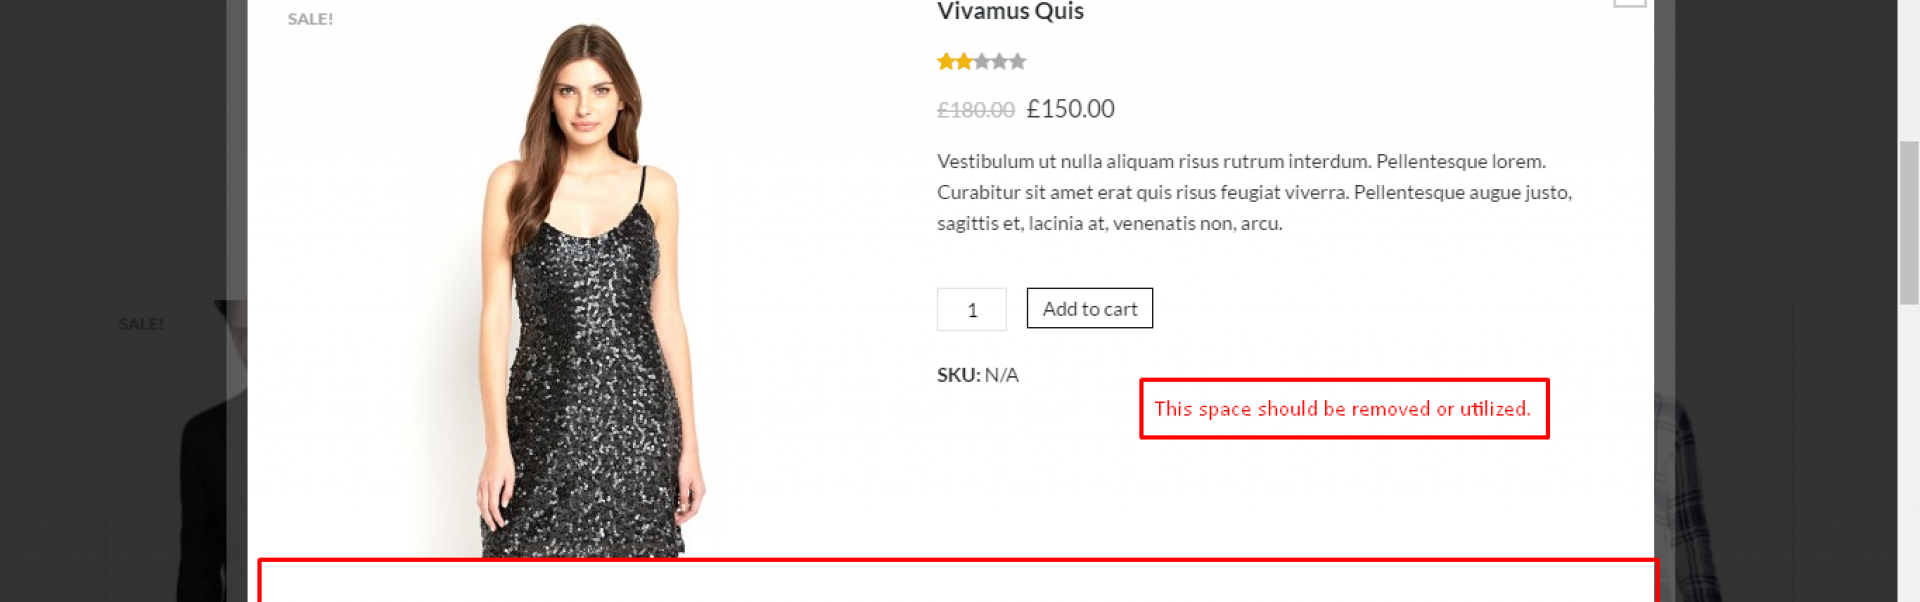 SALE!
Vivamus Quis
£180.00 £150.00
Vestibulum ut nulla aliquam risus rutrum interdum. Pellentesque lorem.
Curabitur sit amet erat quis risus feugiat viverra. Pellentesque augue justo,
sagittis et, lacinia at, venenatis non, arcu.
1 Add to cart
SALE!
SKU: N/A
This space should be removed or utilized.